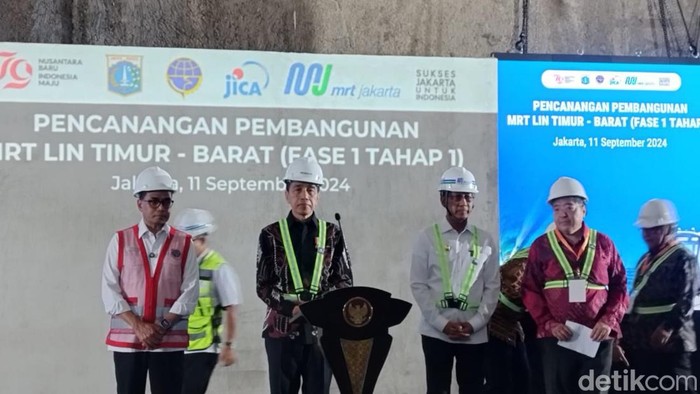 79 NUSANTARA
BARU
INDONESIA
MAJU
jica
mrt jakarta
SUKSES
JAKARTA
UNTUK
INDONESIA
PENCANANGAN PEMBANGUNAN
MRT LIN TIMUR - BARAT (FASE 1 TAHAP 1)
Jakarta, 11 September 2024
PENCANANGAN PEMBANGUNAN
MRT LIN TIMUR - BARAT (FASE 1 TAHAP
Jakarta, 11 September 2024
detikcom